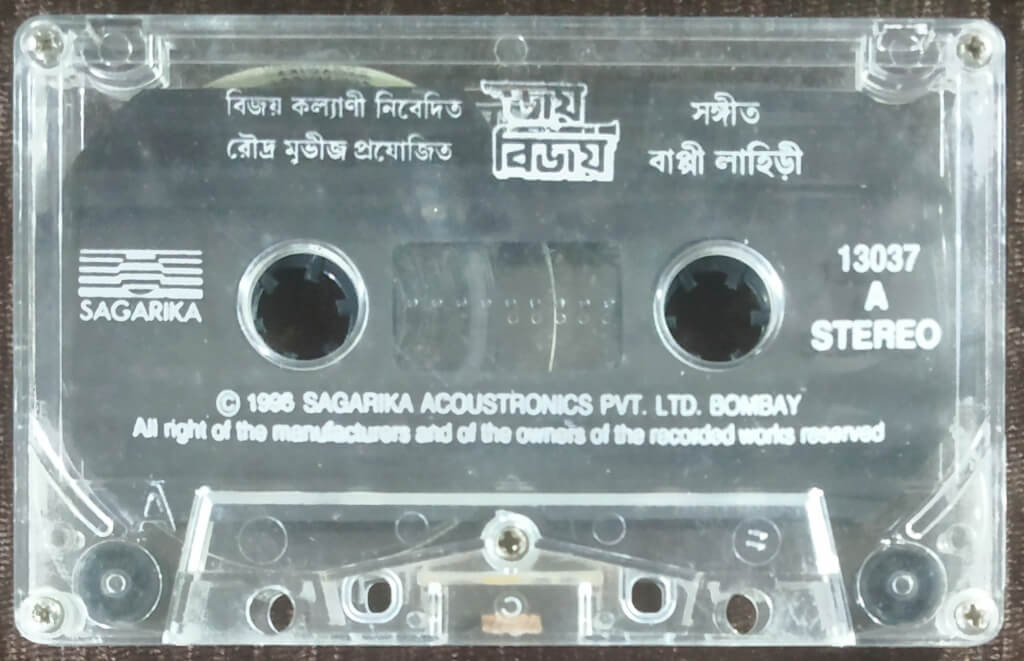 বিজয় কল্যাণী নিবেদিত
রৌদ্র মুভীজ প্রযোজিত
জয়
বিজয়
সঙ্গীত
বাপ্পী লাহিড়ী
SAGARIKA
13037
A
STEREO
© 1996 SAGARIKA ACOUSTRONICS PVT. LTD. BOMBAY
All right of the manufacturers and of the owners of the recorded works reserved
A